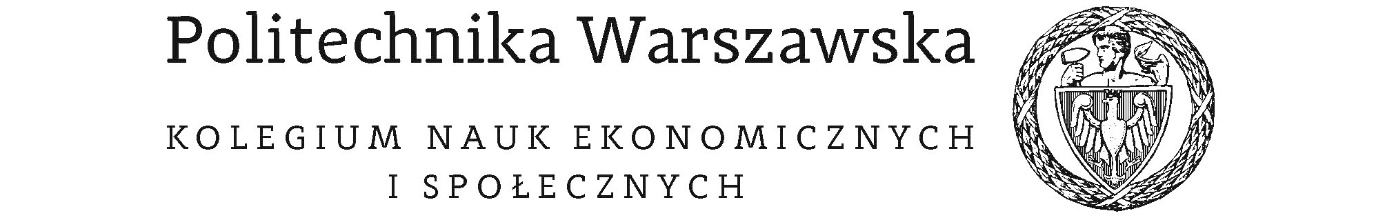 Politechnika Warszawska
KOLEGIUM NAUK EKONOMICZNYCH
I SPOŁECZNYCH